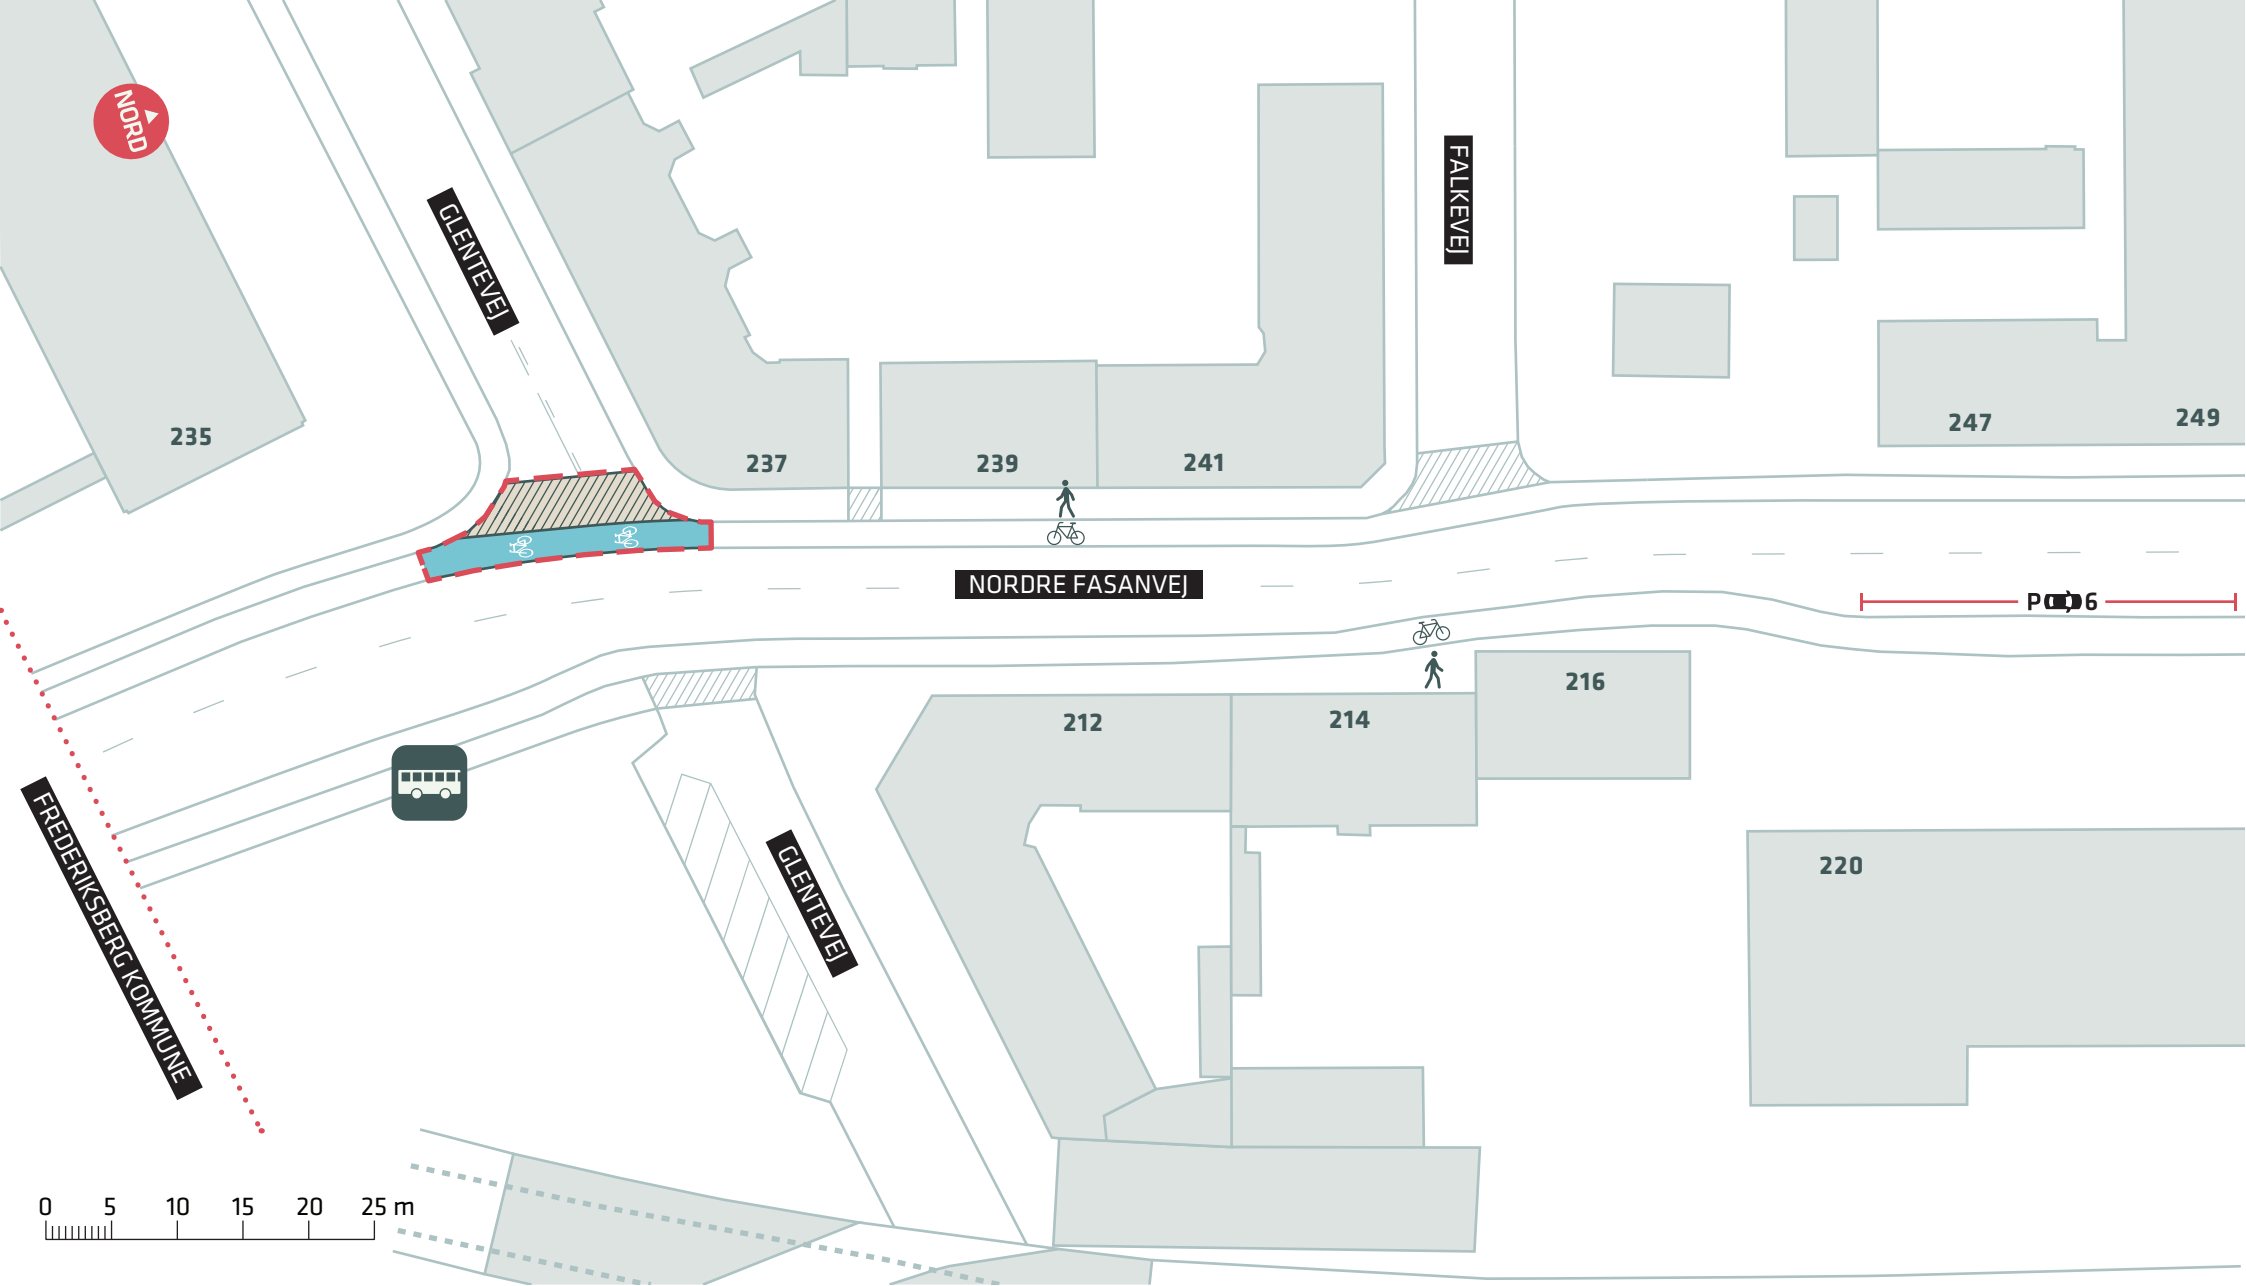 NORD
GLENTEVEJ
FALKEVEJ
235
237
239
241
247
249
NORDRE FASANVEJ
P 6
216
212
214
220
GLENTEVEJ
FREDERIKSBERG KOMMUNE
0 5 10 15 20 25 m